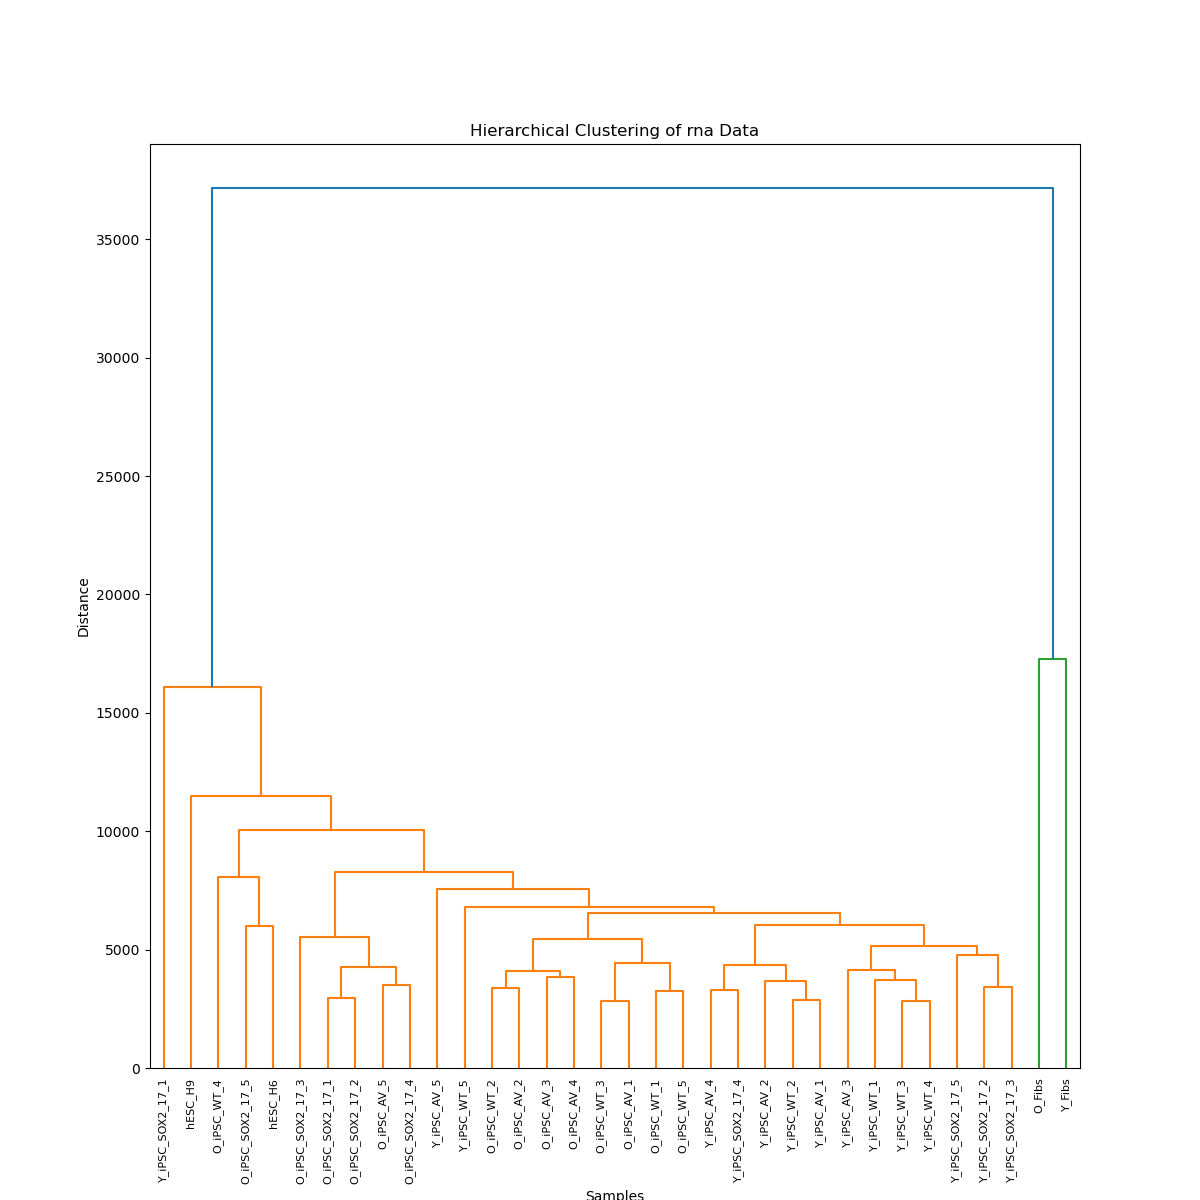 Hierarchical Clustering of rna Data
Distance
35000
30000
25000
20000
15000
10000
5000
0
Y_iPSC_SOX2_17_1
hESC_H9
O_iPSC_WT_4
O_iPSC_SOX2_17_5
hESC_H6
O_iPSC_SOX2_17_3
O_iPSC_SOX2_17_1
O_iPSC_SOX2_17_2
O_iPSC_AV_5
O_iPSC_SOX2_17_4
Y_iPSC_AV_5
Y_iPSC_WT_5
O_iPSC_WT_2
O_iPSC_AV_2
O_iPSC_AV_3
O_iPSC_AV_4
O_iPSC_WT_3
O_iPSC_AV_1
O_iPSC_WT_1
O_iPSC_WT_5
Y_iPSC_AV_4
Y_iPSC_SOX2_17_4
Y_iPSC_AV_2
Y_iPSC_WT_2
Y_iPSC_AV_1
Y_iPSC_AV_3
Y_iPSC_WT_1
Y_iPSC_WT_3
Y_iPSC_WT_4
Y_iPSC_SOX2_17_5
Y_iPSC_SOX2_17_2
Y_iPSC_SOX2_17_3
O_Fibs
Y_Fibs
Samples